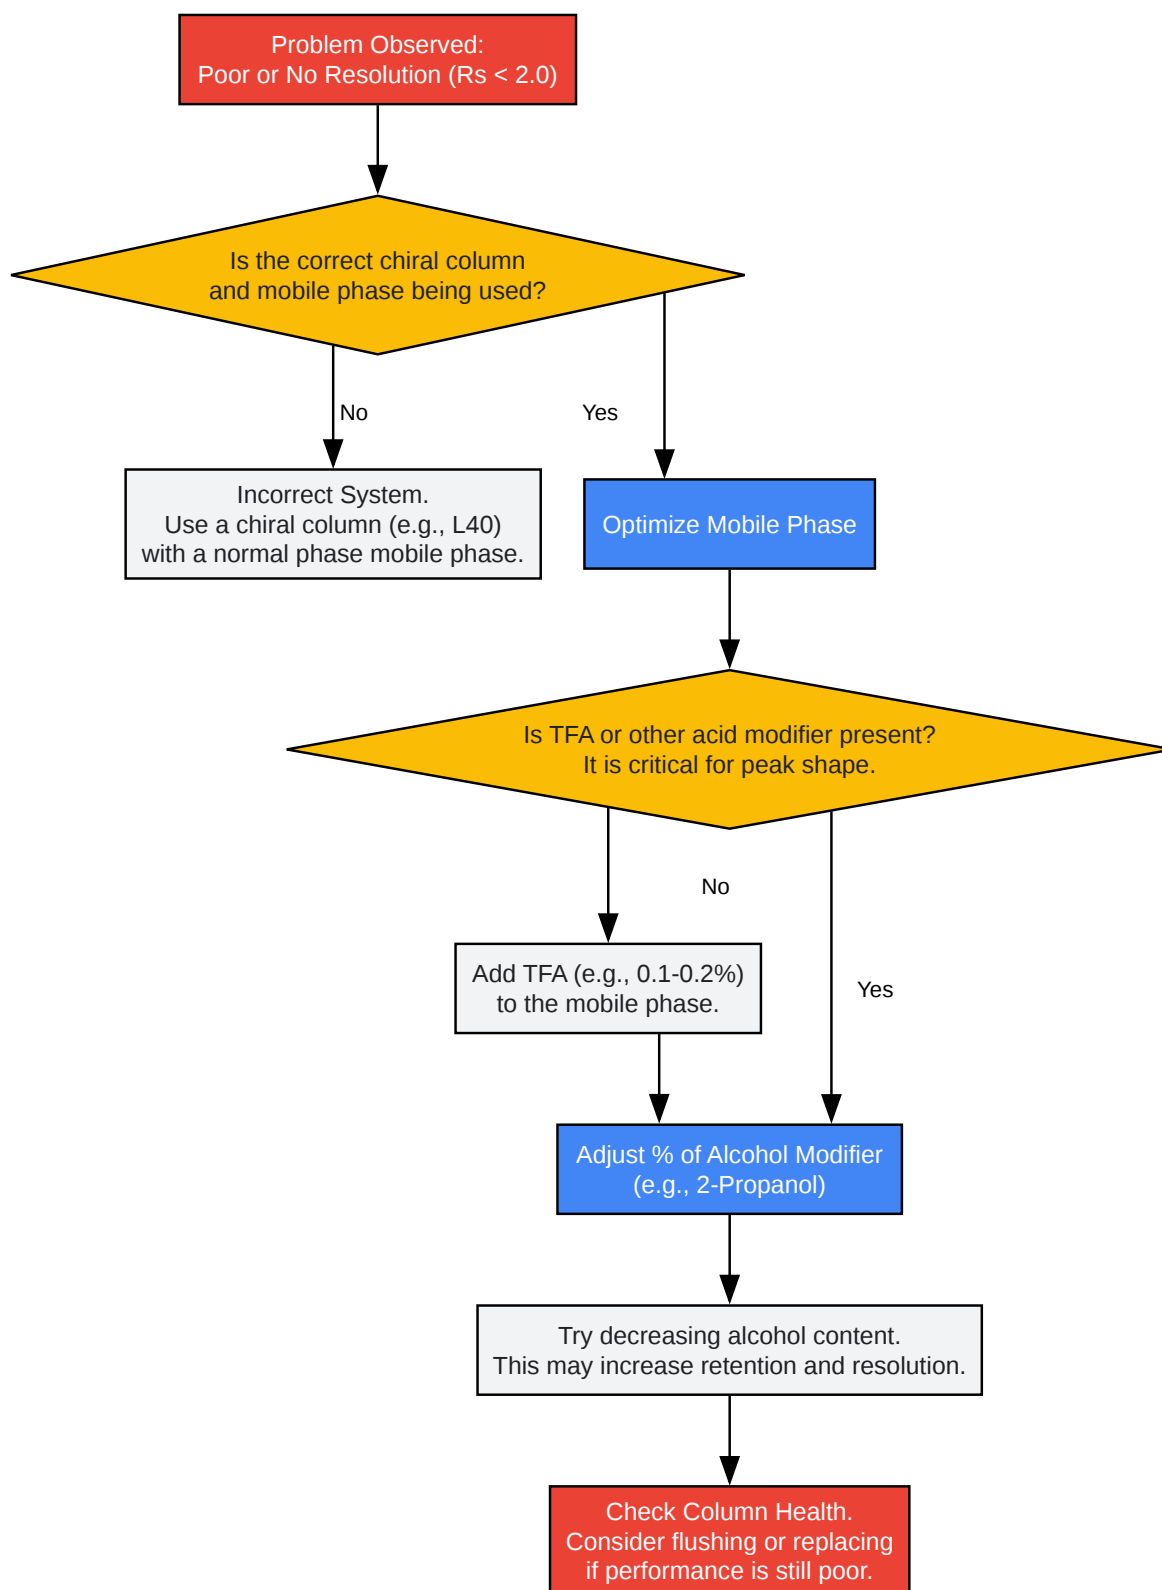 Problem Observed:
Poor or No Resolution (Rs < 2.0)
Is the correct chiral column
and mobile phase being used?
No
Yes
Incorrect System.
Use a chiral column (e.g., L40)
with a normal phase mobile phase.
Optimize Mobile Phase
Is TFA or other acid modifier present?
It is critical for peak shape.
No
Add TFA (e.g., 0.1-0.2%)
to the mobile phase.
Yes
Adjust % of Alcohol Modifier
(e.g., 2-Propanol)
Try decreasing alcohol content.
This may increase retention and resolution.
Check Column Health.
Consider flushing or replacing
if performance is still poor.